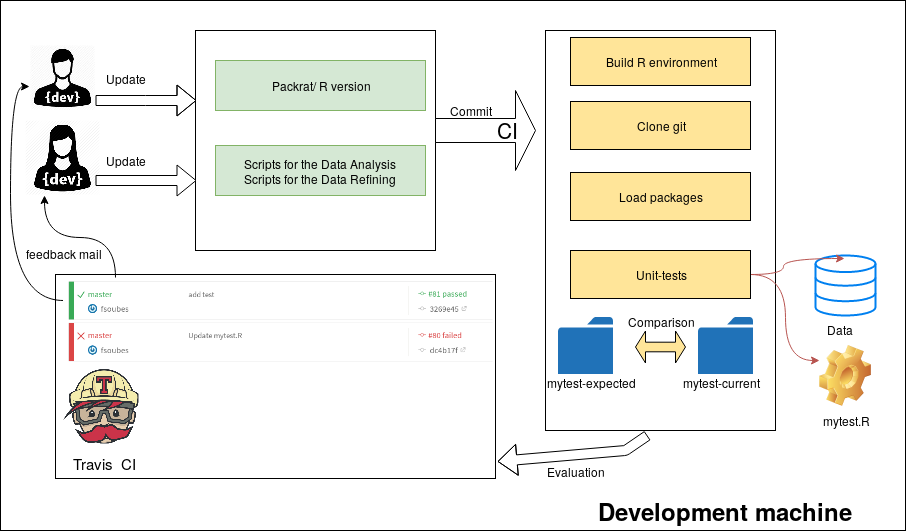 {dev}
Update
{dev}
Update
Packrat/ R version
Scripts for the Data Analysis
Scripts for the Data Refining
Commit
CI
Build R environment
Clone git
Load packages
Unit-tests
Comparison
mytest-expected
mytest-current
Data
mytest.R
feedback mail
master
add test
#81 passed
fsoubes
3269e45
master
Update mytest.R
#80 failed
fsoubes
dc4b17f
T
Travis CI
Evaluation
Development machine